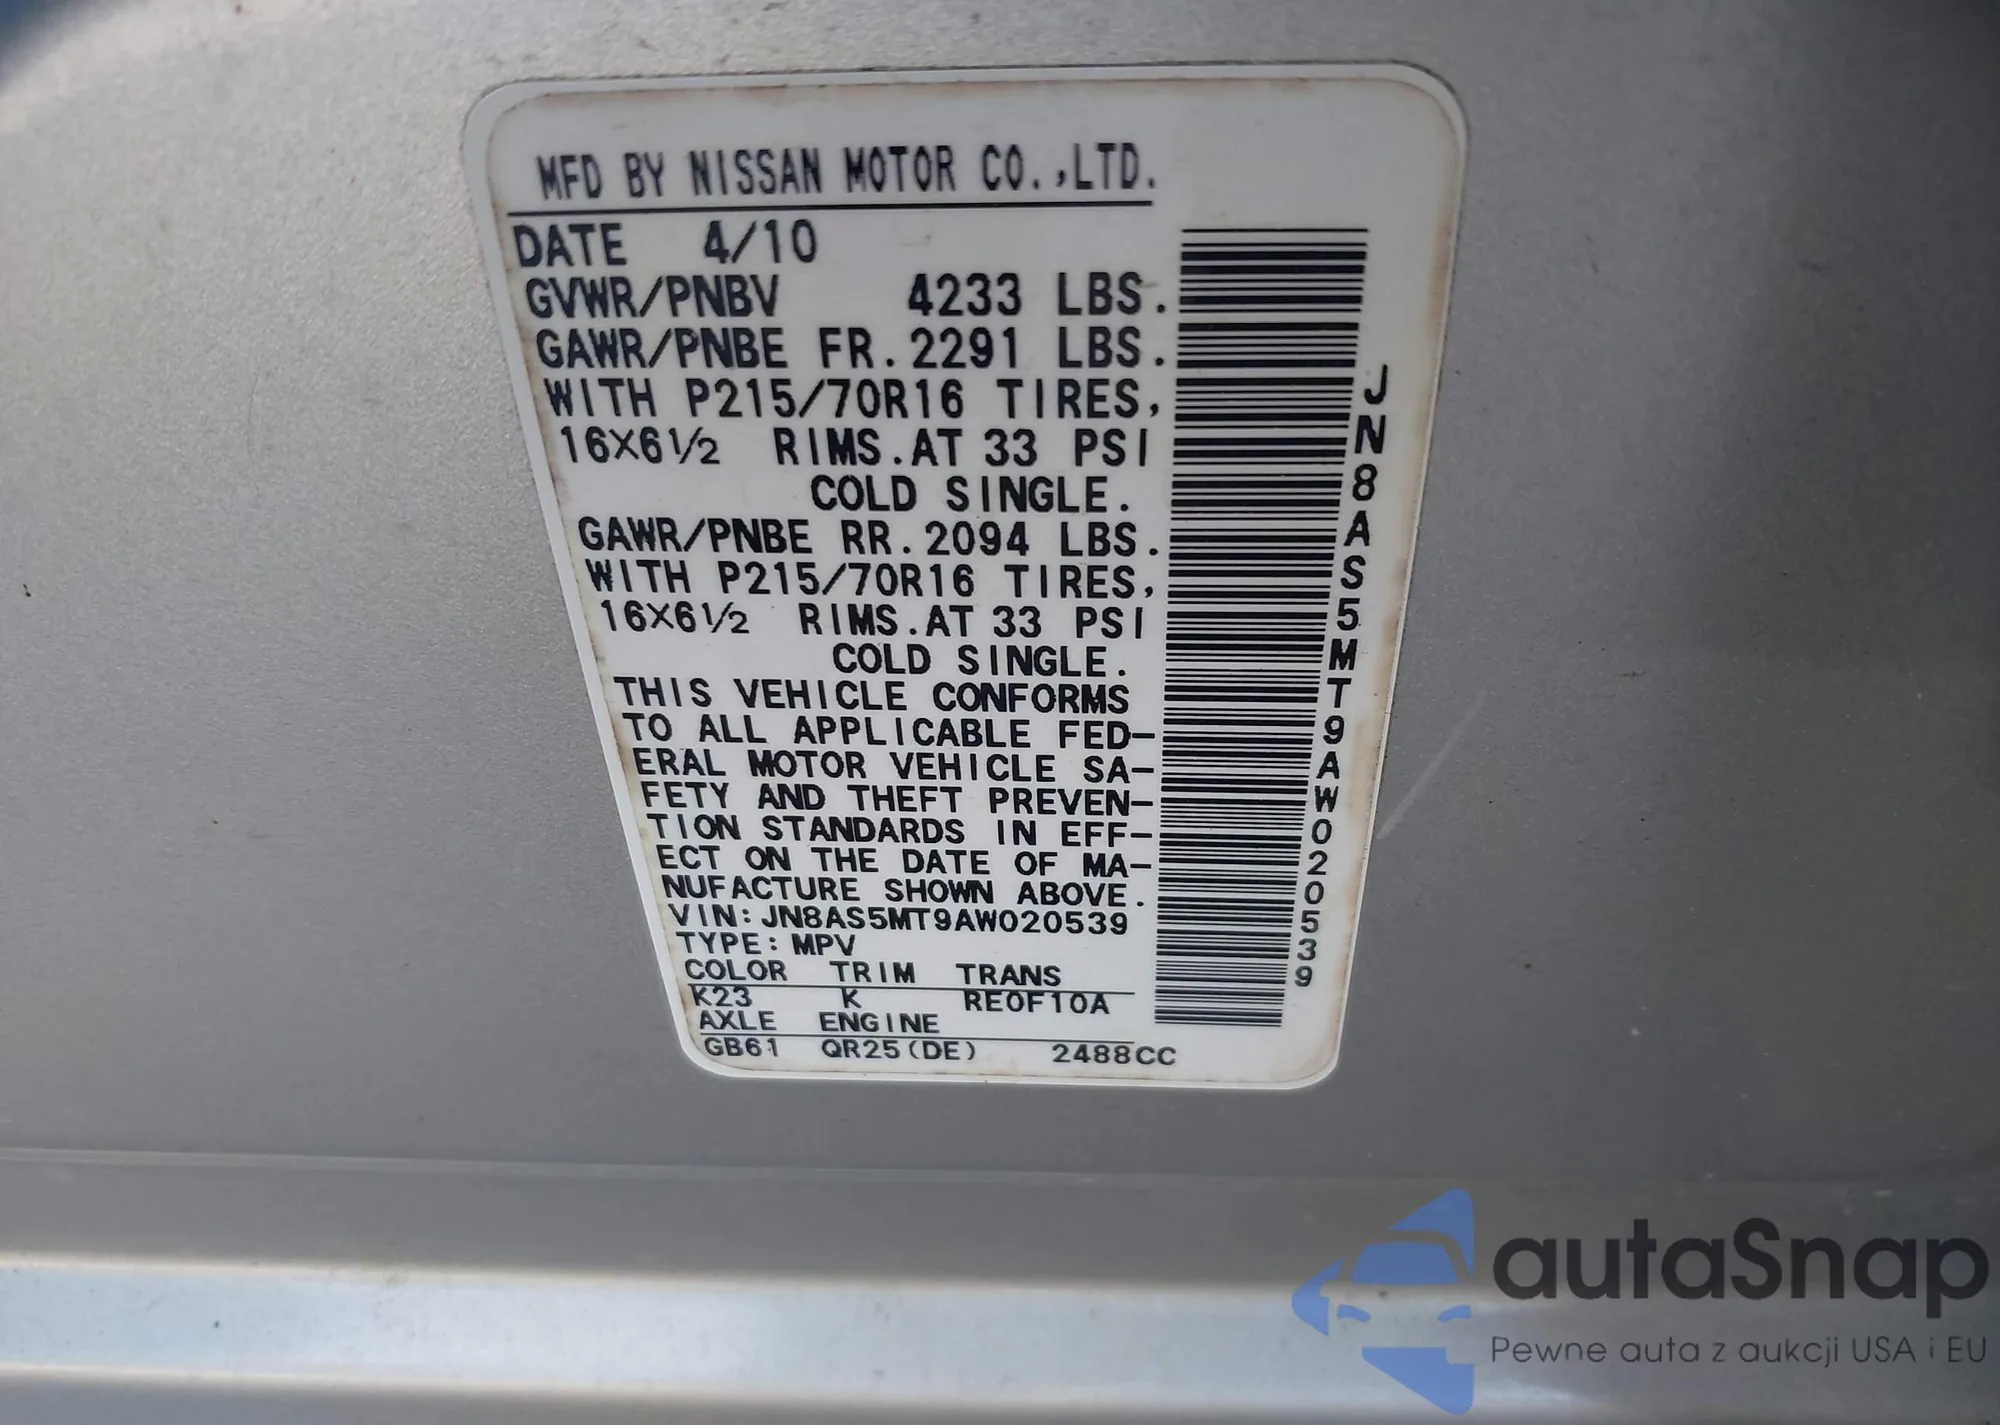 MFD BY NISSAN MOTOR CO.,LTD.
DATE 4/10
GVWR/PNBV 4233 LBS.
GAWR/PNBE FR.2291 LBS.
WITH P215/70R16 TIRES,
16X6½ RIMS.AT 33 PSI
COLD SINGLE.
GAWR/PNBE RR.2094 LBS.
WITH P215/70R16 TIRES,
16X6½ RIMS.AT 33 PSI
COLD SINGLE.
THIS VEHICLE CONFORMS
TO ALL APPLICABLE FED-
ERAL MOTOR VEHICLE SA-
FETY AND THEFT PREVEN-
TION STANDARDS IN EFF-
ECT ON THE DATE OF MA-
NUFACTURE SHOWN ABOVE.
VIN:JN8AS5MT9AW020539
TYPE:MPV
COLOR TRIM TRANS
K23 K RE0F10A
AXLE ENGINE
GB61 QR25(DE) 2488CC
JN8AS5MT9AW020539
autaSnap
Pewne auta z aukcji USA i EU